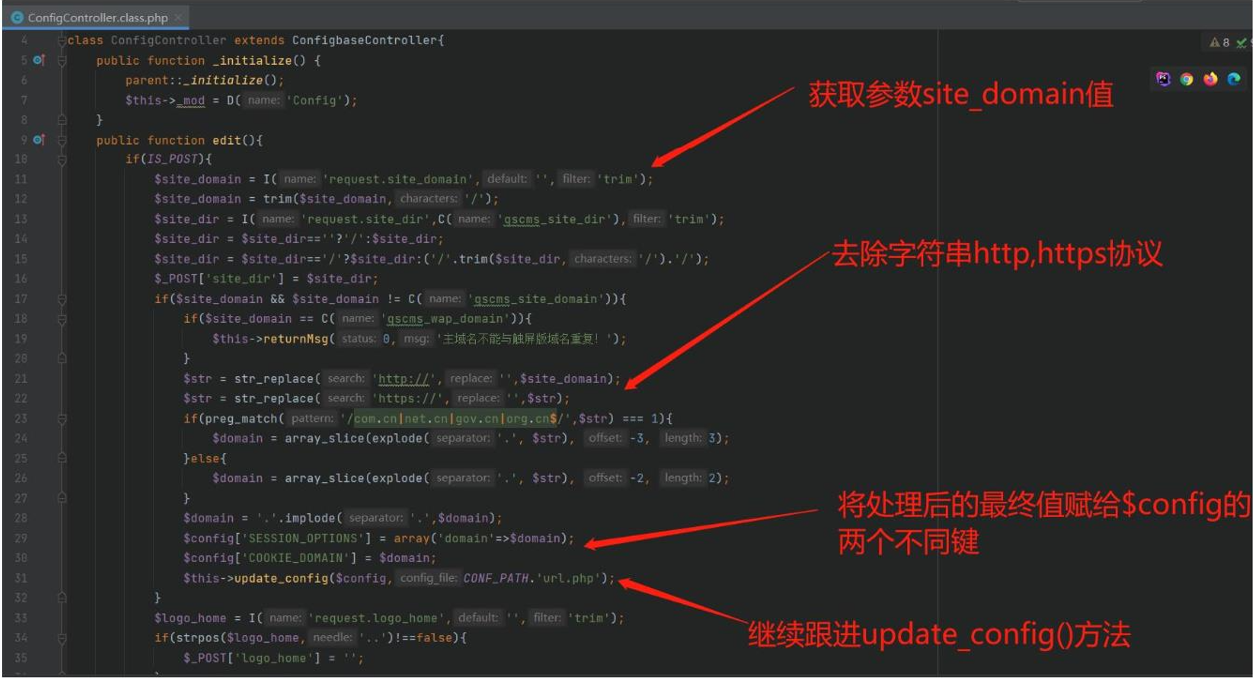 ConfigController.class.php
4 class ConfigController extends ConfigbaseController{
8
5 public function _initialize() {
6 parent::_initialize();
获取参数site_domain值
7 $this->_mod = D( name: 'Config');
8 }
9 public function edit(){
10 if(IS_POST){
11 $site_domain = I( name: 'request.site_domain', default: '', filter: 'trim');
12 $site_domain = trim($site_domain, characters: '/');
13 $site_dir = I( name: 'request.site_dir',C( name: 'qscms_site_dir'), filter: 'trim');
14 $site_dir = $site_dir==''?'/':$site_dir;
去除字符串http,https协议
15 $site_dir = $site_dir=='/'?$site_dir:('/'.trim($site_dir, characters: '/').'/');
16 $_POST['site_dir'] = $site_dir;
17 if($site_domain && $site_domain != C( name: 'qscms_site_domain')){
18 if($site_domain == C( name: 'qscms_wap_domain')){
19 $this->returnMsg( status: 0, msg: '主域名不能与触屏版域名重复！');
20 }
21 $str = str_replace( search: 'http://', replace: '',$site_domain);
22 $str = str_replace( search: 'https://', replace: '',$str);
23 if(preg_match( pattern: '/com.cn|net.cn|gov.cn|org.cn$/',$str) === 1){
24 $domain = array_slice(explode( separator: '.', $str), offset: -3, length: 3);
25 }else{
26 $domain = array_slice(explode( separator: '.', $str), offset: -2, length: 2);
27 }
28 $domain = '.'.implode( separator: '.',$domain);
将处理后的最终值赋给$config的
两个不同键
29 $config['SESSION_OPTIONS'] = array('domain'=>$domain);
30 $config['COOKIE_DOMAIN'] = $domain;
31 $this->update_config($config, config_file: CONF_PATH.'url.php');
32 }
33 $logo_home = I( name: 'request.logo_home', default: '', filter: 'trim');
继续跟进update_config()方法
34 if(strpos($logo_home, needle: '..')!==false){
35 $_POST['logo_home'] = '';